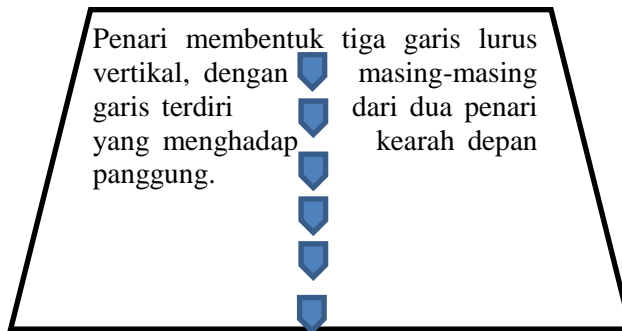 Penari membentuk tiga garis lurus
vertikal, dengan masing-masing
garis terdiri dari dua penari
yang menghadap kearah depan
panggung.